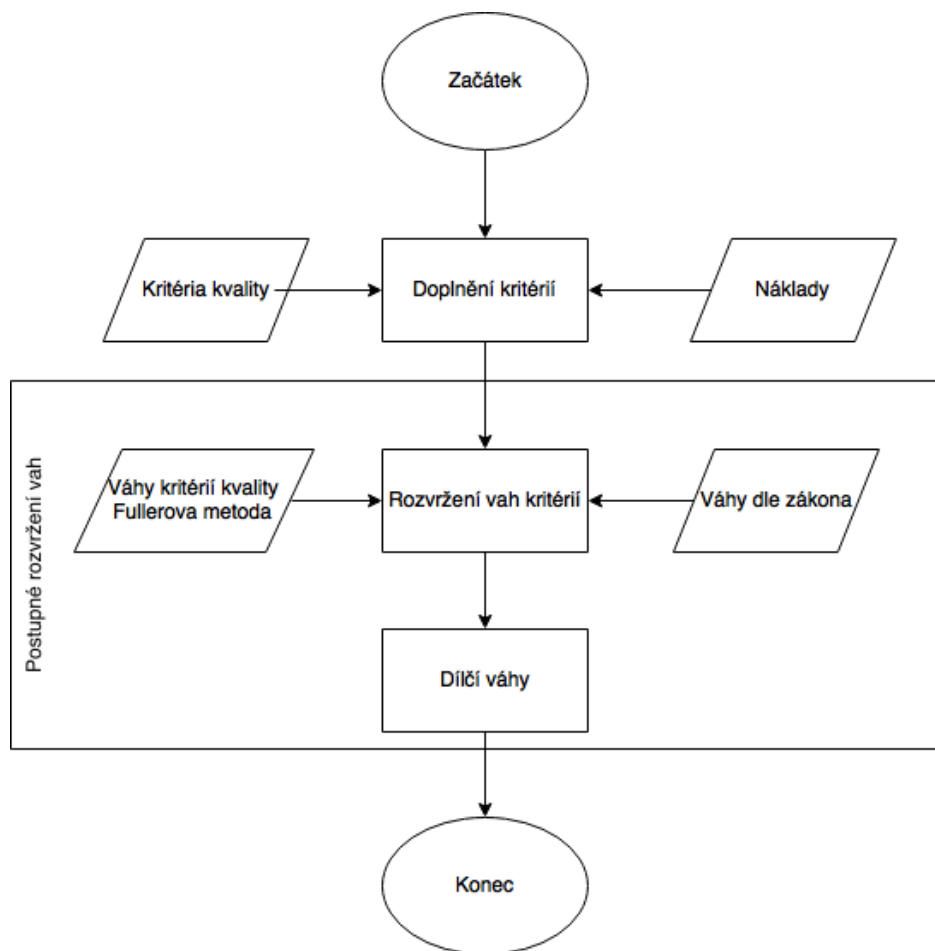 Začátek
Kritéria kvality
Doplnění kritérií
Náklady
Postupné rozvržení vah
Váhy kritérií kvality
Fullerova metoda
Rozvržení vah kritérií
Váhy dle zákona
Dílčí váhy
Konec